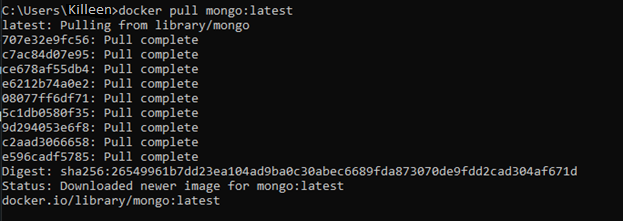 C:\Users\Killeen>docker pull mongo:latest
latest: Pulling from library/mongo
707e32e9fc56: Pull complete
c7ac84d07e95: Pull complete
ce678af55db4: Pull complete
e6212b74a0e2: Pull complete
08077ff6df71: Pull complete
5c1db0580f35: Pull complete
9d294053e6f8: Pull complete
c2aad3066658: Pull complete
e596cadf5785: Pull complete
Digest: sha256:26549961b7dd23ea104ad9ba0c30abec6689fda873070de9fdd2cad304af671d
Status: Downloaded newer image for mongo:latest
docker.io/library/mongo:latest